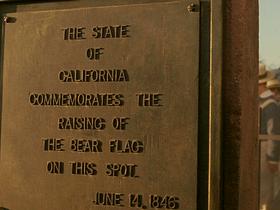 THE STATE
OF
CALIFORNIA
COMMEMORATES THE
RAISING OF
THE BEAR FLAG
ON THIS SPOT.
JUNE 14, 1846